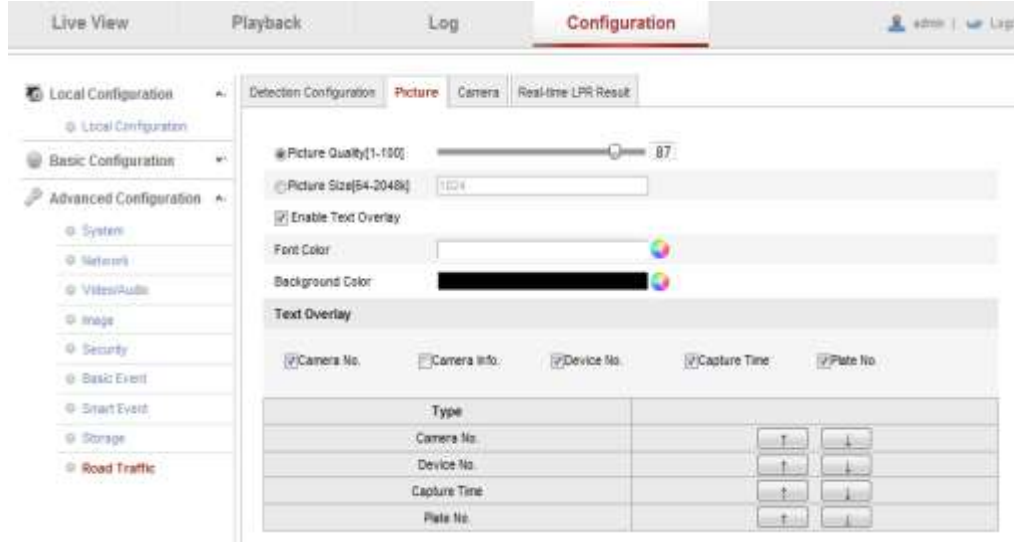 Live View Playback Log Configuration admin |
Local Configuration
Local Configuration
Basic Configuration
Advanced Configuration
System
Network
Video/Audio
Image
Security
Basic Event
Smart Event
Storage
Road Traffic
Detection Configuration Picture Camera Real-time LPR Result
Picture Quality[1-100] 87
Picture Size[64-2048k] 1024
Enable Text Overlay
Font Color
Background Color
Text Overlay
Camera No. Camera Info. Device No. Capture Time Plate No.
Type
Camera No. ↑ ↓
Device No. ↑ ↓
Capture Time ↑ ↓
Plate No. ↑ ↓